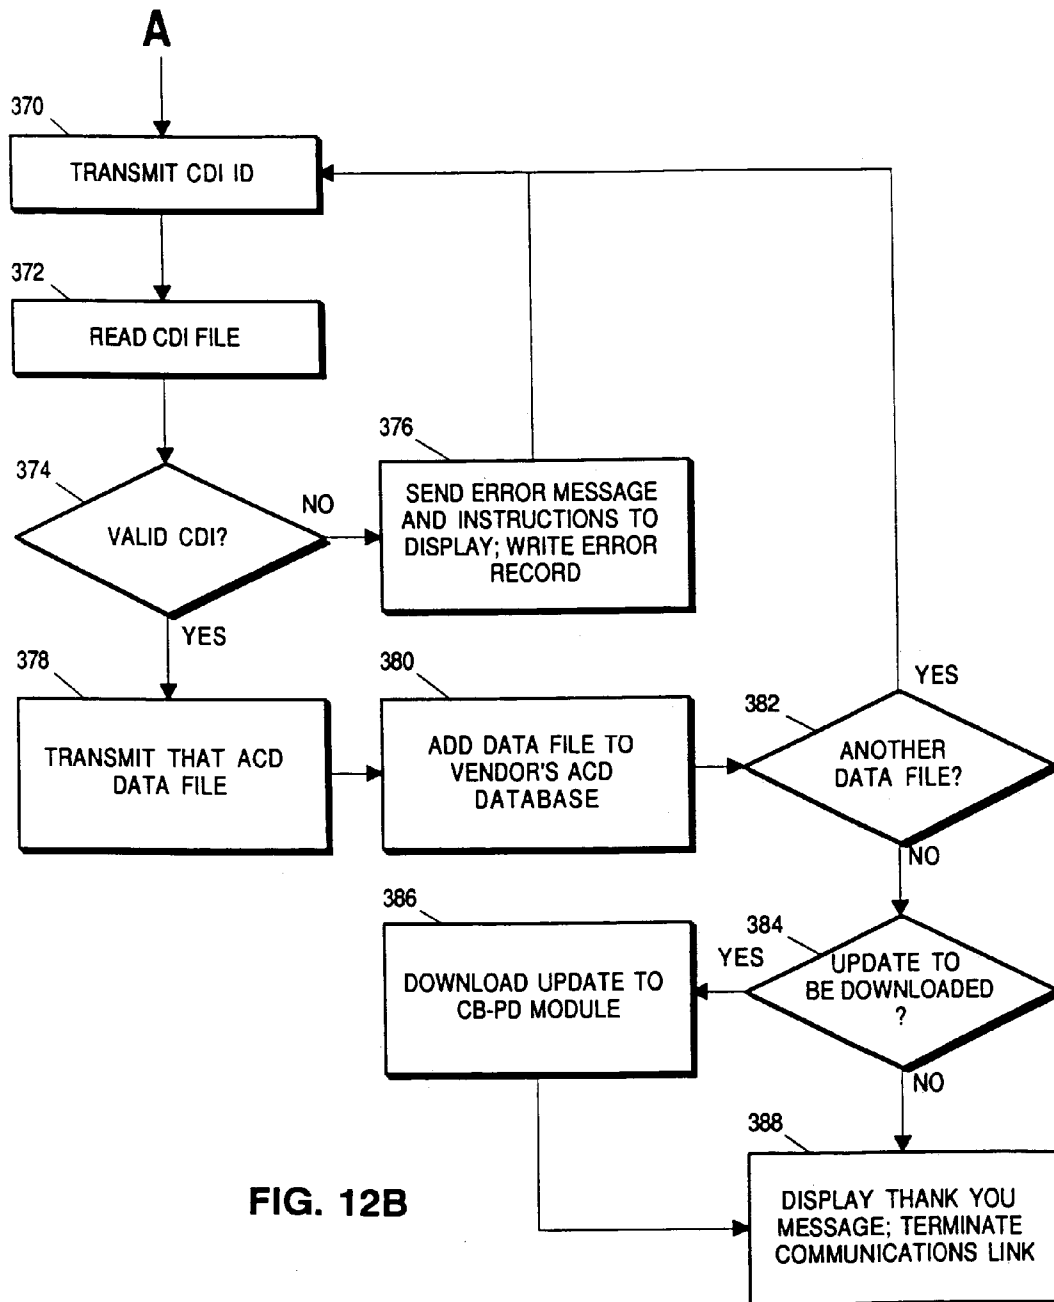 A
370
TRANSMIT CDI ID
372
READ CDI FILE
374
VALID CDI?
NO
YES
376
SEND ERROR MESSAGE
AND INSTRUCTIONS TO
DISPLAY; WRITE ERROR
RECORD
378
TRANSMIT THAT ACD
DATA FILE
380
ADD DATA FILE TO
VENDOR'S ACD
DATABASE
382
YES
ANOTHER
DATA FILE?
NO
384
YES
UPDATE TO
BE DOWNLOADED
?
NO
386
DOWNLOAD UPDATE TO
CB-PD MODULE
388
DISPLAY THANK YOU
MESSAGE; TERMINATE
COMMUNICATIONS LINK
FIG. 12B